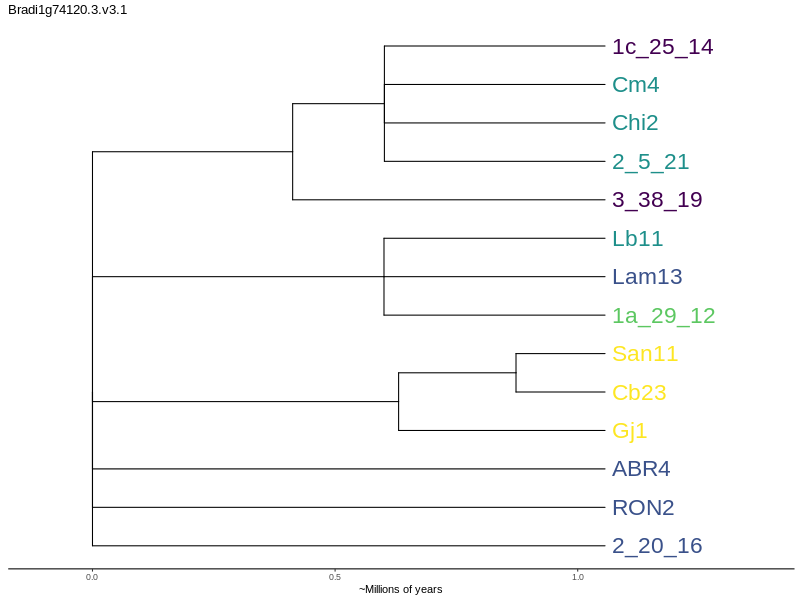 Bradi1g74120.3.v3.1
1c_25_14
Cm4
Chi2
2_5_21
3_38_19
Lb11
Lam13
1a_29_12
San11
Cb23
Gj1
ABR4
RON2
2_20_16
0.0 0.5 1.0
~Millions of years